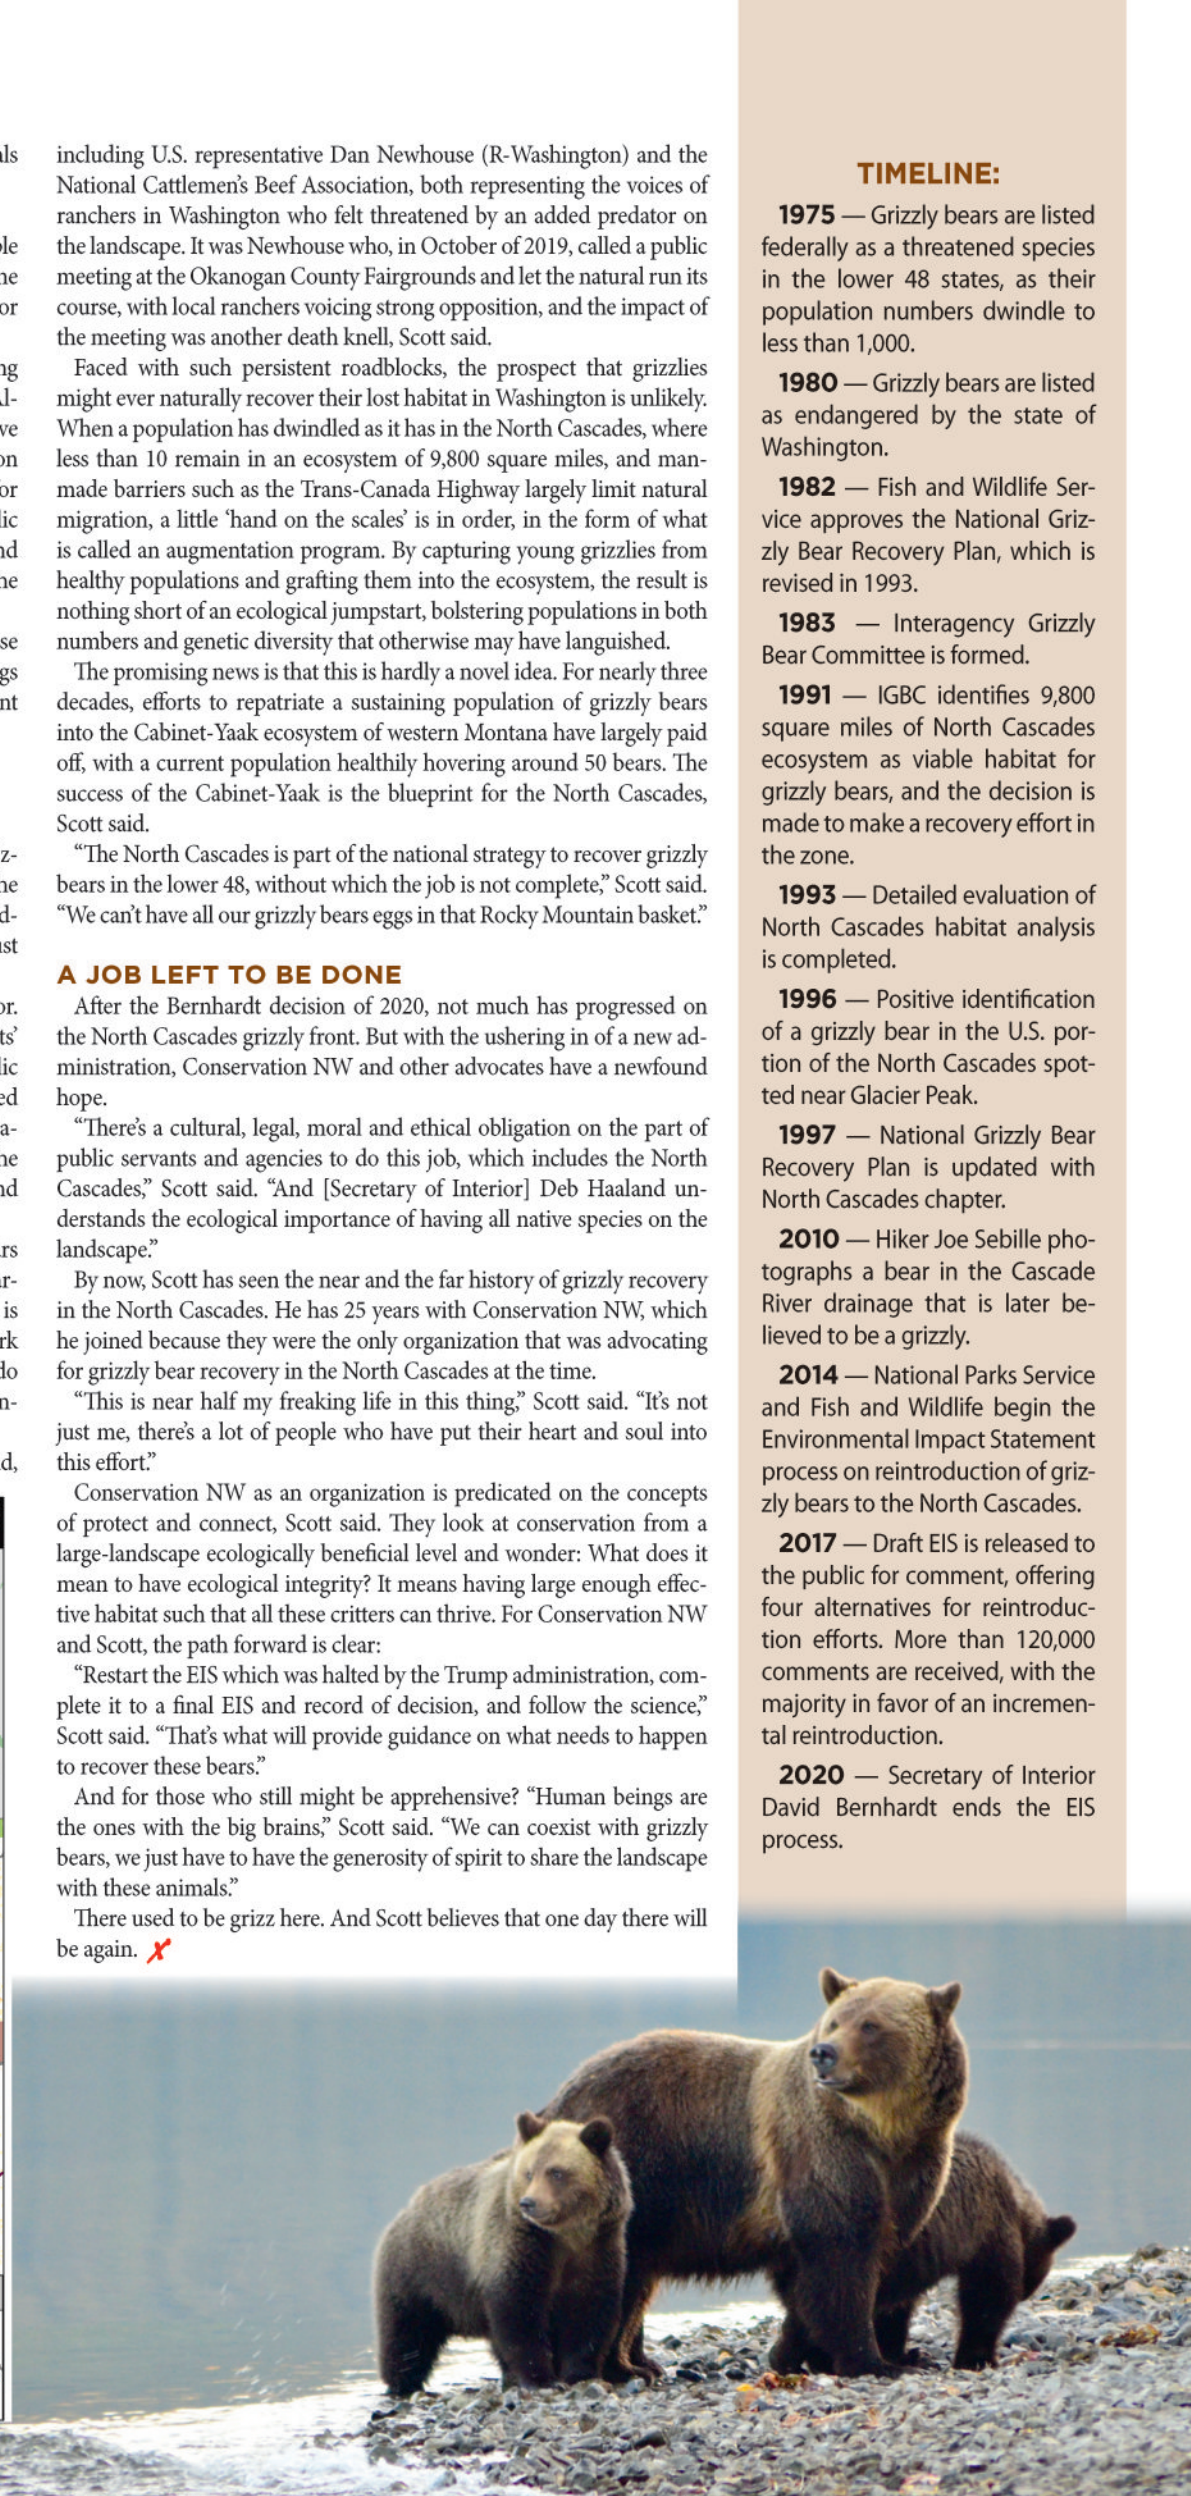 als
ple
he
or
ng
Al-
ve
on
for
lic
nd
he
se
gs
nt
z-
he
d-
ust
or.
ts'
lic
ed
a-
he
nd
rs
ar-
is
rk
do
n-
d,
including U.S. representative Dan Newhouse (R-Washington) and the
National Cattlemen's Beef Association, both representing the voices of
ranchers in Washington who felt threatened by an added predator on
the landscape. It was Newhouse who, in October of 2019, called a public
meeting at the Okanogan County Fairgrounds and let the natural run its
course, with local ranchers voicing strong opposition, and the impact of
the meeting was another death knell, Scott said.
Faced with such persistent roadblocks, the prospect that grizzlies
might ever naturally recover their lost habitat in Washington is unlikely.
When a population has dwindled as it has in the North Cascades, where
less than 10 remain in an ecosystem of 9,800 square miles, and man-
made barriers such as the Trans-Canada Highway largely limit natural
migration, a little 'hand on the scales' is in order, in the form of what
is called an augmentation program. By capturing young grizzlies from
healthy populations and grafting them into the ecosystem, the result is
nothing short of an ecological jumpstart, bolstering populations in both
numbers and genetic diversity that otherwise may have languished.
The promising news is that this is hardly a novel idea. For nearly three
decades, efforts to repatriate a sustaining population of grizzly bears
into the Cabinet-Yaak ecosystem of western Montana have largely paid
off, with a current population healthily hovering around 50 bears. The
success of the Cabinet-Yaak is the blueprint for the North Cascades,
Scott said.
“The North Cascades is part of the national strategy to recover grizzly
bears in the lower 48, without which the job is not complete,” Scott said.
“We can't have all our grizzly bears eggs in that Rocky Mountain basket.”
A JOB LEFT TO BE DONE
After the Bernhardt decision of 2020, not much has progressed on
the North Cascades grizzly front. But with the ushering in of a new ad-
ministration, Conservation NW and other advocates have a newfound
hope.
“There's a cultural, legal, moral and ethical obligation on the part of
public servants and agencies to do this job, which includes the North
Cascades,” Scott said. “And [Secretary of Interior] Deb Haaland un-
derstands the ecological importance of having all native species on the
landscape.”
By now, Scott has seen the near and the far history of grizzly recovery
in the North Cascades. He has 25 years with Conservation NW, which
he joined because they were the only organization that was advocating
for grizzly bear recovery in the North Cascades at the time.
“This is near half my freaking life in this thing,” Scott said. “It's not
just me, there's a lot of people who have put their heart and soul into
this effort.”
Conservation NW as an organization is predicated on the concepts
of protect and connect, Scott said. They look at conservation from a
large-landscape ecologically beneficial level and wonder: What does it
mean to have ecological integrity? It means having large enough effec-
tive habitat such that all these critters can thrive. For Conservation NW
and Scott, the path forward is clear:
“Restart the EIS which was halted by the Trump administration, com-
plete it to a final EIS and record of decision, and follow the science,”
Scott said. “That's what will provide guidance on what needs to happen
to recover these bears.”
And for those who still might be apprehensive? “Human beings are
the ones with the big brains,” Scott said. “We can coexist with grizzly
bears, we just have to have the generosity of spirit to share the landscape
with these animals.”
There used to be grizz here. And Scott believes that one day there will
be again.
TIMELINE:
1975 — Grizzly bears are listed
federally as a threatened species
in the lower 48 states, as their
population numbers dwindle to
less than 1,000.
1980 — Grizzly bears are listed
as endangered by the state of
Washington.
1982 — Fish and Wildlife Ser-
vice approves the National Griz-
zly Bear Recovery Plan, which is
revised in 1993.
1983 — Interagency Grizzly
Bear Committee is formed.
1991 — IGBC identifies 9,800
square miles of North Cascades
ecosystem as viable habitat for
grizzly bears, and the decision is
made to make a recovery effort in
the zone.
1993 — Detailed evaluation of
North Cascades habitat analysis
is completed.
1996 — Positive identification
of a grizzly bear in the U.S. por-
tion of the North Cascades spot-
ted near Glacier Peak.
1997 — National Grizzly Bear
Recovery Plan is updated with
North Cascades chapter.
2010 — Hiker Joe Sebille pho-
tographs a bear in the Cascade
River drainage that is later be-
lieved to be a grizzly.
2014 — National Parks Service
and Fish and Wildlife begin the
Environmental Impact Statement
process on reintroduction of griz-
zly bears to the North Cascades.
2017 — Draft EIS is released to
the public for comment, offering
four alternatives for reintroduc-
tion efforts. More than 120,000
comments are received, with the
majority in favor of an incremen-
tal reintroduction.
2020 — Secretary of Interior
David Bernhardt ends the EIS
process.